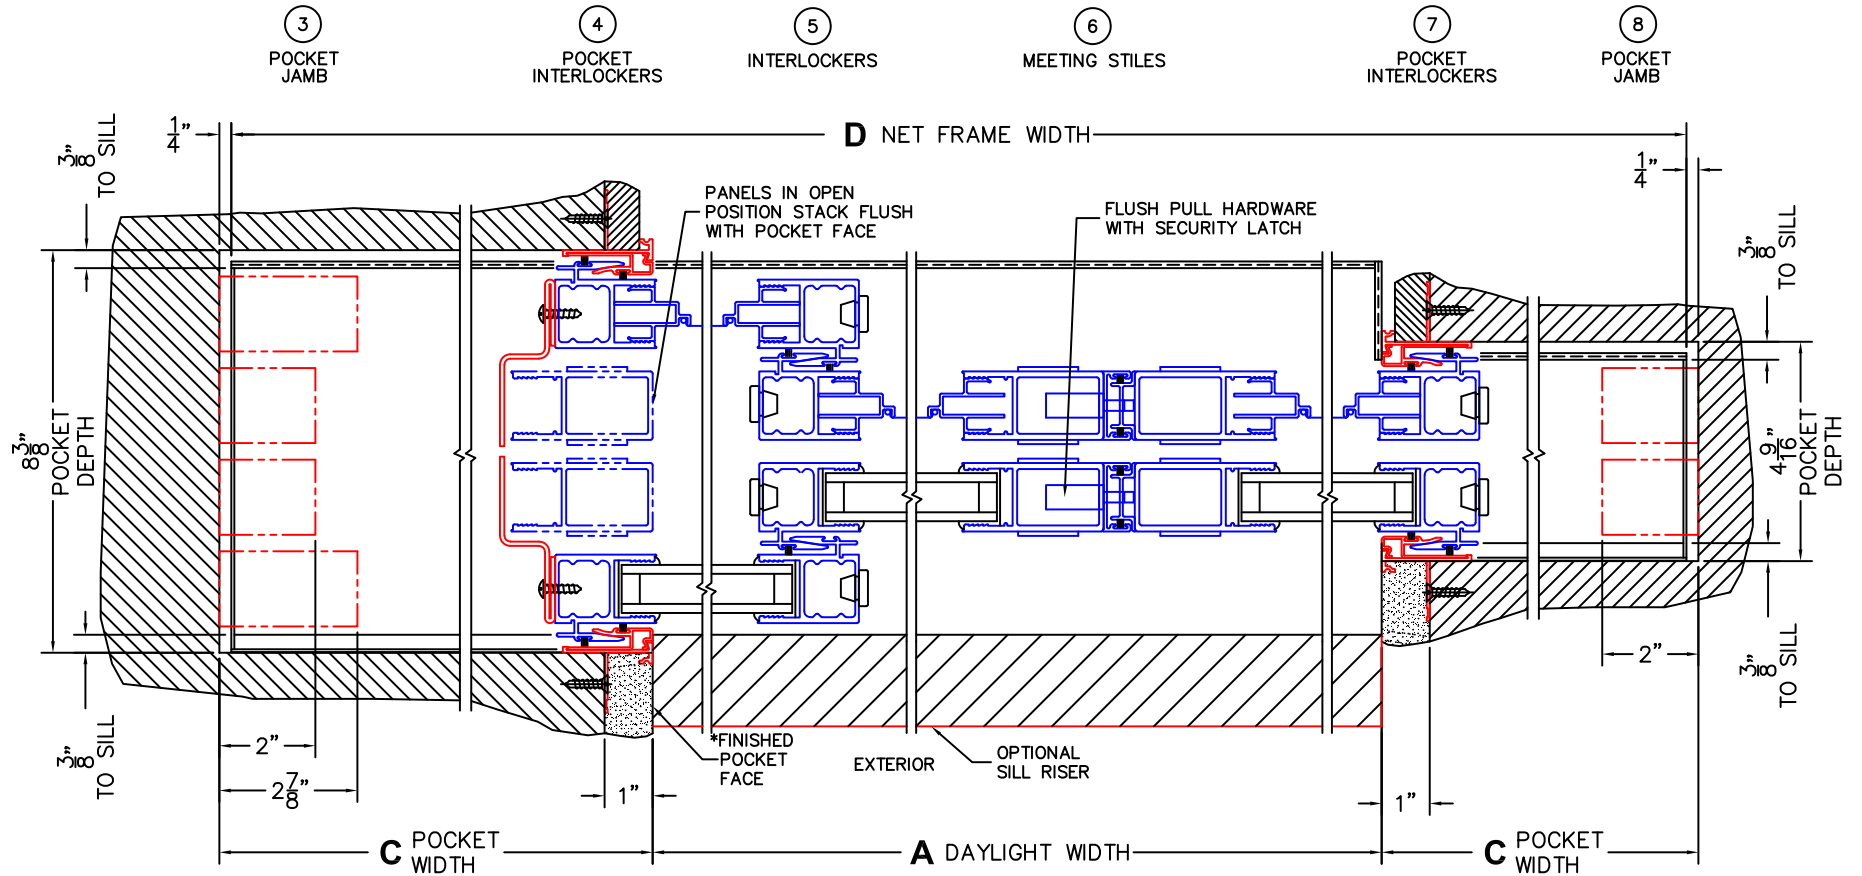 3
POCKET
JAMB
4
POCKET
INTERLOCKERS
5
INTERLOCKERS
6
MEETING STILES
7
POCKET
INTERLOCKERS
8
POCKET
JAMB
1/4"
D NET FRAME WIDTH
1/4"
3/8"
TO SILL
PANELS IN OPEN
POSITION STACK FLUSH
WITH POCKET FACE
FLUSH PULL HARDWARE
WITH SECURITY LATCH
3/8"
TO SILL
8 3/8"
POCKET
DEPTH
4 9/16"
POCKET
DEPTH
3/8"
TO SILL
2"
2 7/8"
1"
*FINISHED
POCKET
FACE
EXTERIOR
OPTIONAL
SILL RISER
1"
2"
3/8"
TO SILL
C POCKET
WIDTH
A DAYLIGHT WIDTH
C POCKET
WIDTH